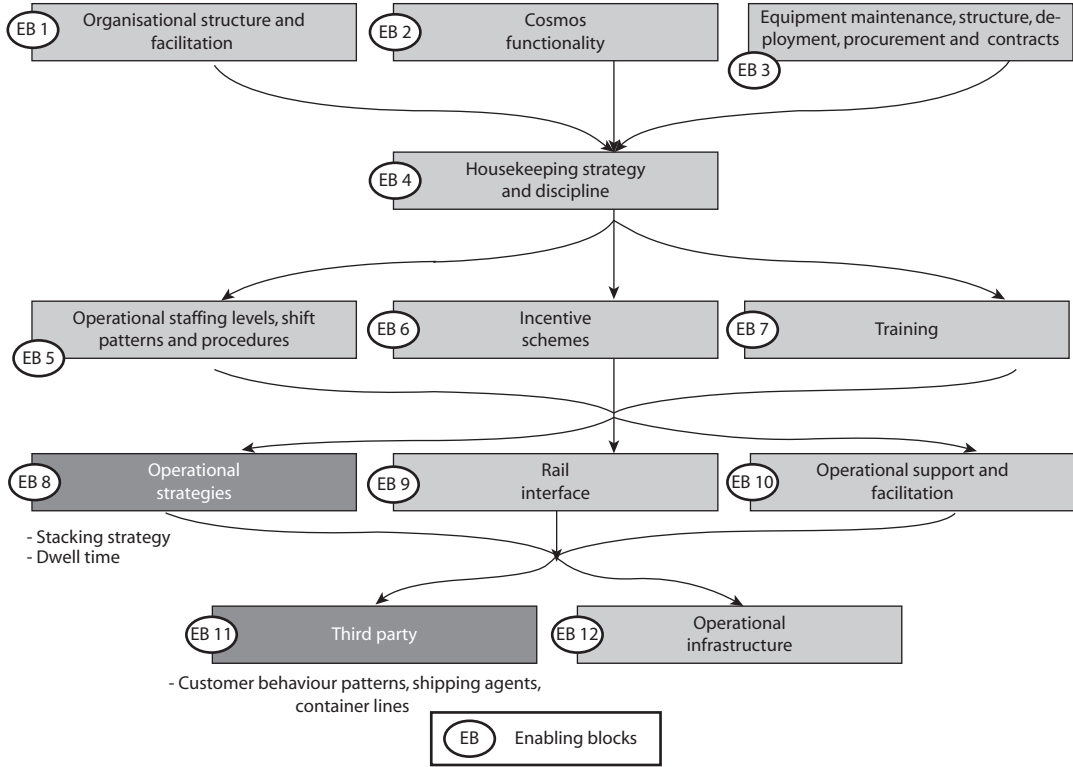 EB 1
Organisational structure and
facilitation
EB 2
Cosmos
functionality
EB 3
Equipment maintenance, structure, de-
ployment, procurement and contracts
EB 4
Housekeeping strategy
and discipline
EB 5
Operational staffing levels, shift
patterns and procedures
EB 6
Incentive
schemes
EB 7
Training
EB 8
Operational
strategies
- Stacking strategy
- Dwell time
EB 9
Rail
interface
EB 10
Operational support and
facilitation
EB 11
Third party
- Customer behaviour patterns, shipping agents,
container lines
EB 12
Operational
infrastructure
EB
Enabling blocks